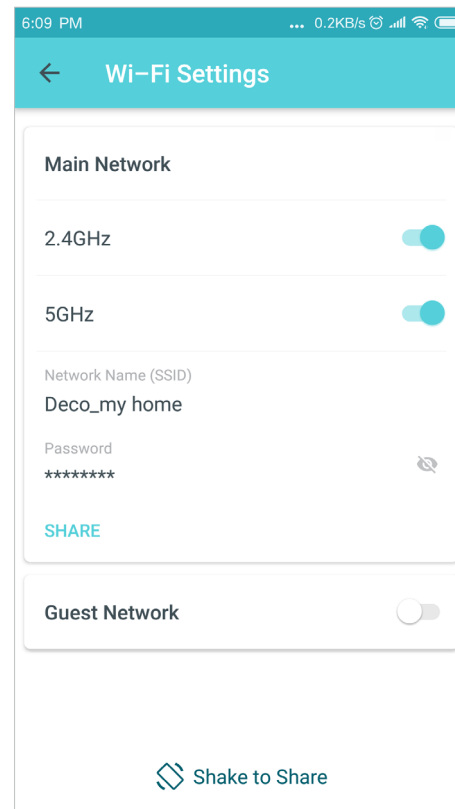 6:09 PM ... 0.2KB/s
Wi-Fi Settings
Main Network
2.4GHz
5GHz
Network Name (SSID)
Deco_my home
Password
********
SHARE
Guest Network
Shake to Share